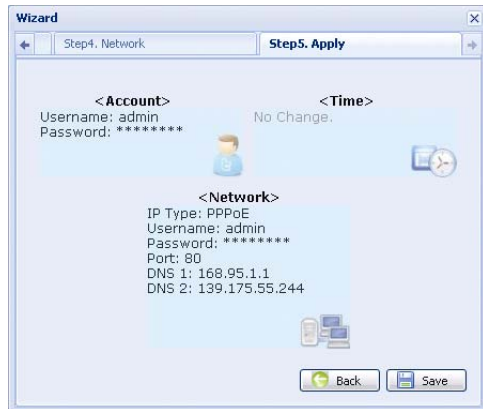 Wizard
Step4. Network
Step5. Apply
<Account>
Username: admin
Password: ********
<Time>
No Change.
<Network>
IP Type: PPPoE
Username: admin
Password: ********
Port: 80
DNS 1: 168.95.1.1
DNS 2: 139.175.55.244
Back
Save